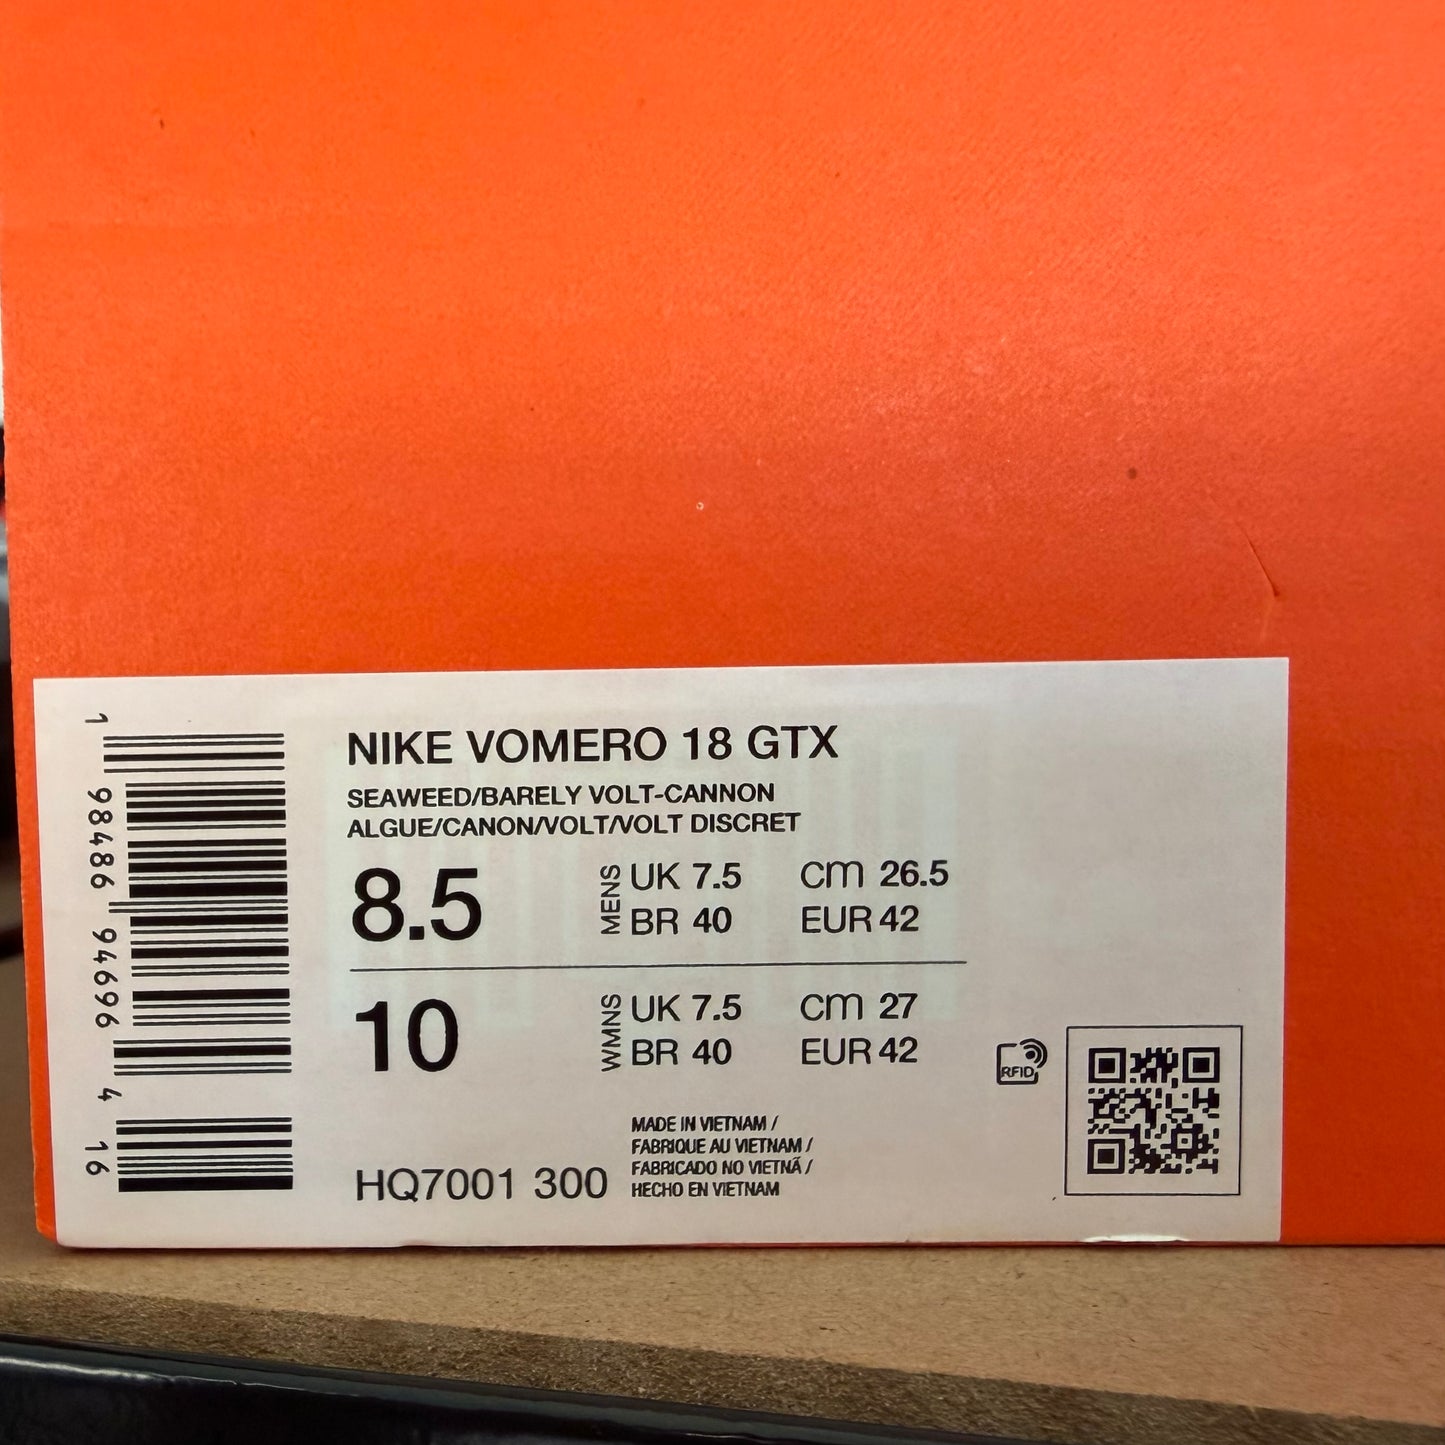 1 98486 94696 4 16
NIKE VOMERO 18 GTX
SEAWEED/BARELY VOLT-CANNON
ALGUE/CANON/VOLT/VOLT DISCRET
8.5 MENS UK 7.5 CM 26.5
BR 40 EUR 42
10 WMNS UK 7.5 CM 27
BR 40 EUR 42
RFID
MADE IN VIETNAM /
FABRIQUE AU VIETNAM /
FABRICADO NO VIETNÃ /
HECHO EN VIETNAM
HQ7001 300